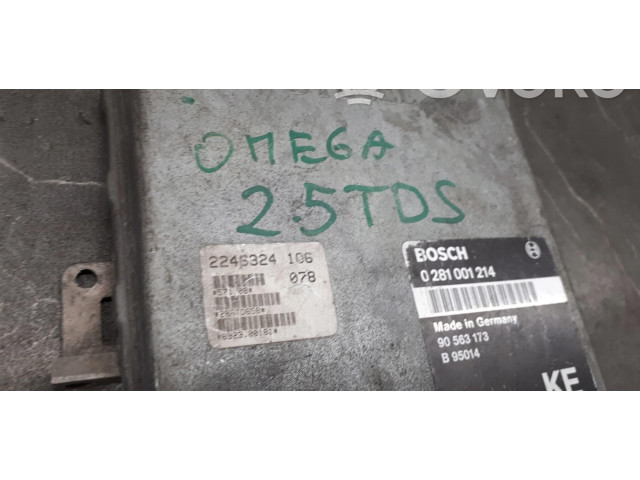 OMEGA
2.5TDS
2246324 106
078
BOSCH
0 281 001 214
Made in Germany
90 563 173
B 95014
KE